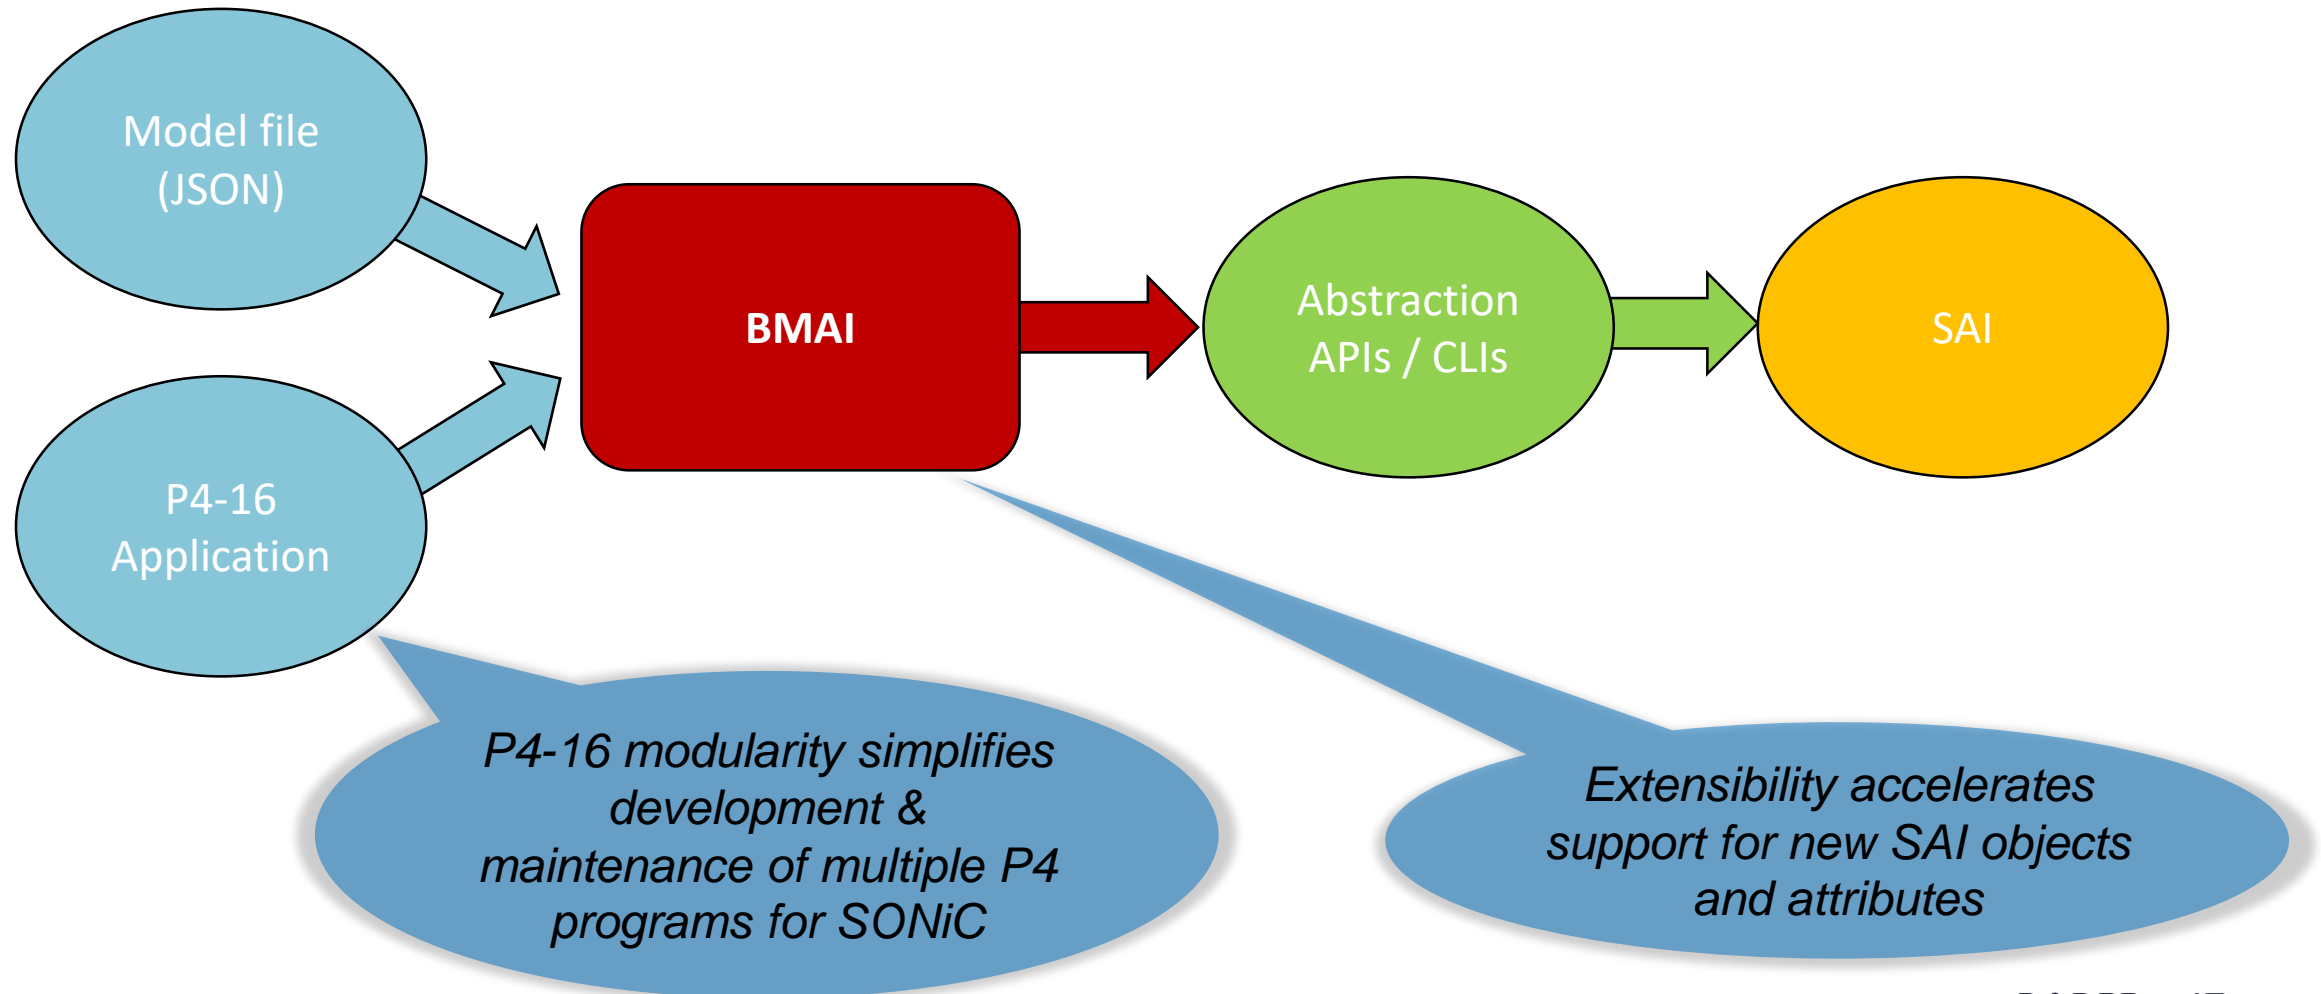 Model file
(JSON)
BMAI
Abstraction
APIs / CLIs
SAI
P4-16
Application
P4-16 modularity simplifies
development &
maintenance of multiple P4
programs for SONiC
Extensibility accelerates
support for new SAI objects
and attributes